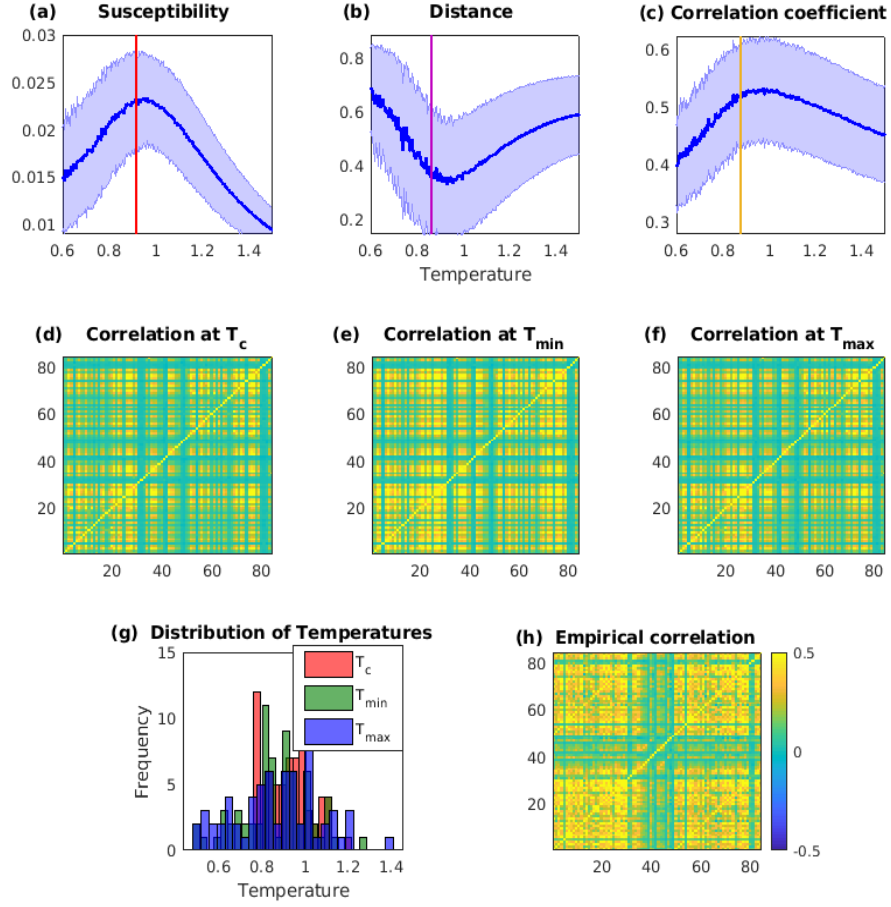 (a) Susceptibility
(b) Distance
(c) Correlation coefficient
0.03
0.025
0.02
0.015
0.01
0.6 0.8 1 1.2 1.4
0.8
0.6
0.4
0.2
0.6 0.8 1 1.2 1.4
Temperature
0.6
0.5
0.4
0.3
0.6 0.8 1 1.2 1.4
(d) Correlation at T_c
(e) Correlation at T_min
(f) Correlation at T_max
80
60
40
20
20 40 60 80
80
60
40
20
20 40 60 80
80
60
40
20
20 40 60 80
(g) Distribution of Temperatures
15
10
5
0
Frequency
T_c
T_min
T_max
0.6 0.8 1 1.2 1.4
Temperature
(h) Empirical correlation
80
60
40
20
20 40 60 80
0.5
0
-0.5